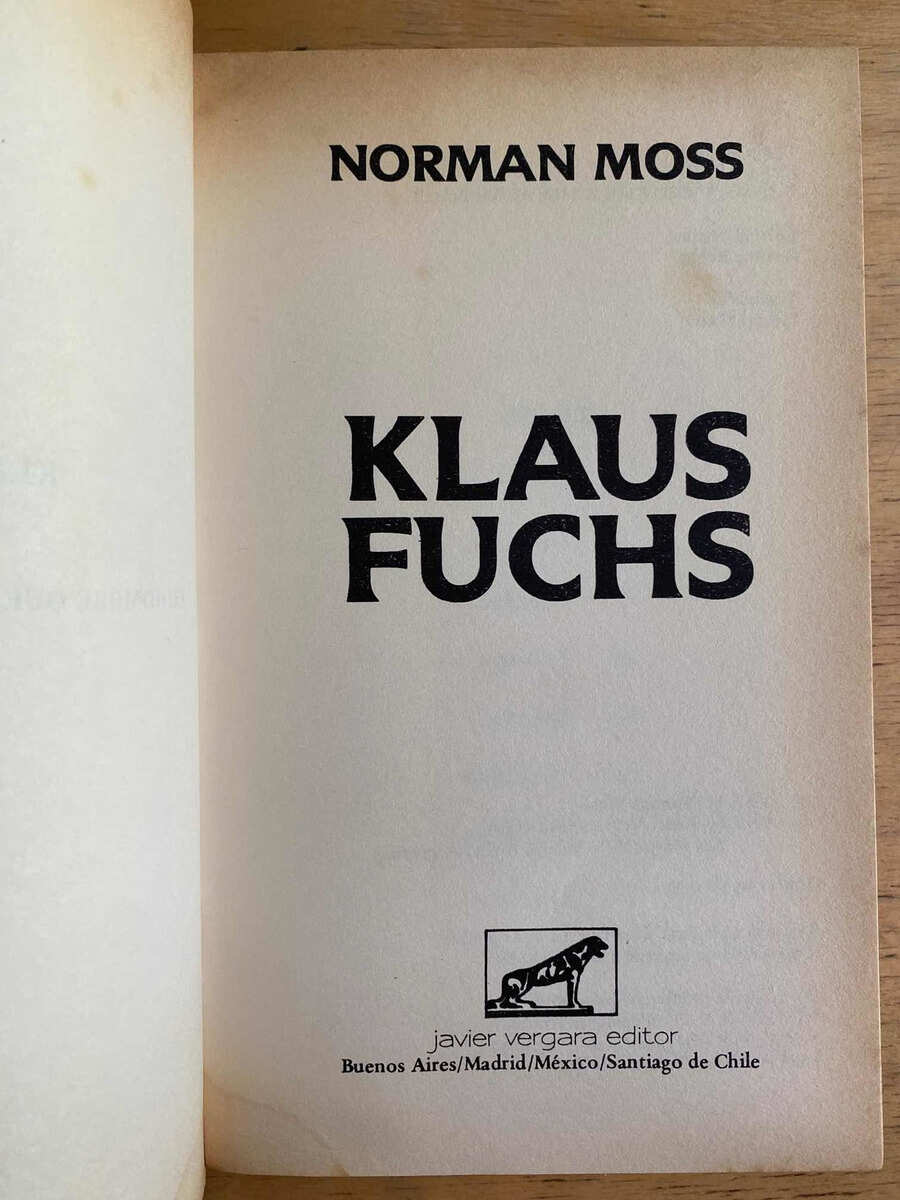 NORMAN MOSS
KLAUS
FUCHS
javier vergara editor
Buenos Aires/Madrid/México/Santiago de Chile